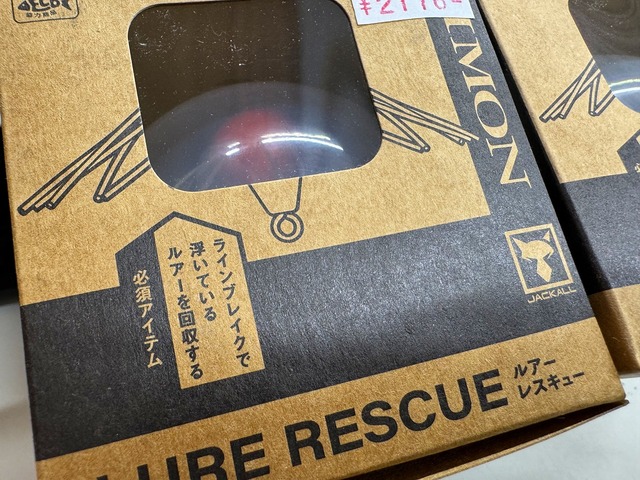 DECOY
¥2176-
MON
ラインブレイクで
浮いている
ルアーを回収する
必須アイテム
JACKALL
LURE RESCUE
ルアー
レスキュー